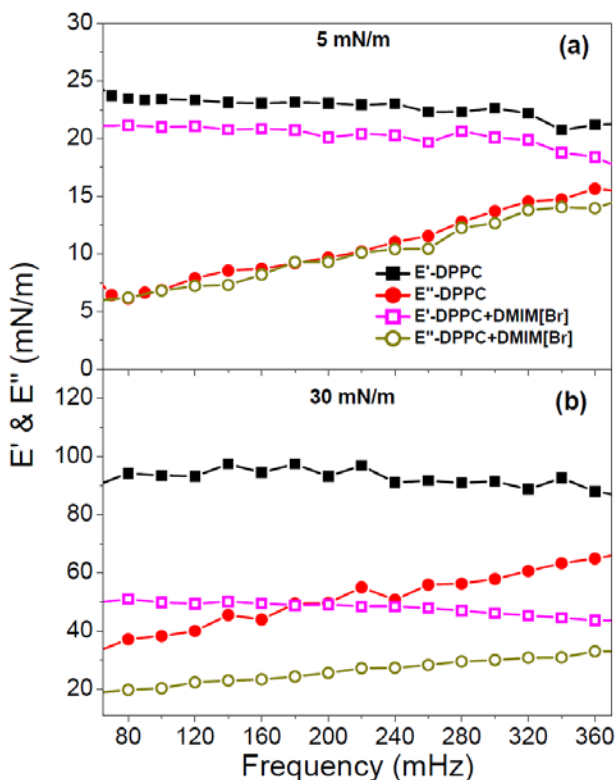 30
5 mN/m
(a)
25
20
15
10
5
0
E'-DPPC
E"-DPPC
E'-DPPC+DMIM[Br]
E"-DPPC+DMIM[Br]
E' & E" (mN/m)
30 mN/m
(b)
120
100
80
60
40
20
80 120 160 200 240 280 320 360
Frequency (mHz)